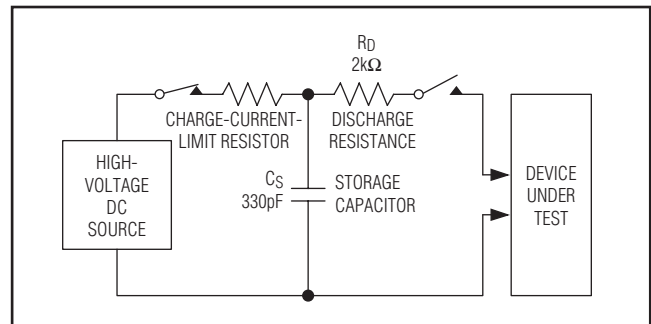 RD
2kΩ
CHARGE-CURRENT-
LIMIT RESISTOR
DISCHARGE
RESISTANCE
HIGH-
VOLTAGE
DC
SOURCE
CS
330pF
STORAGE
CAPACITOR
DEVICE
UNDER
TEST